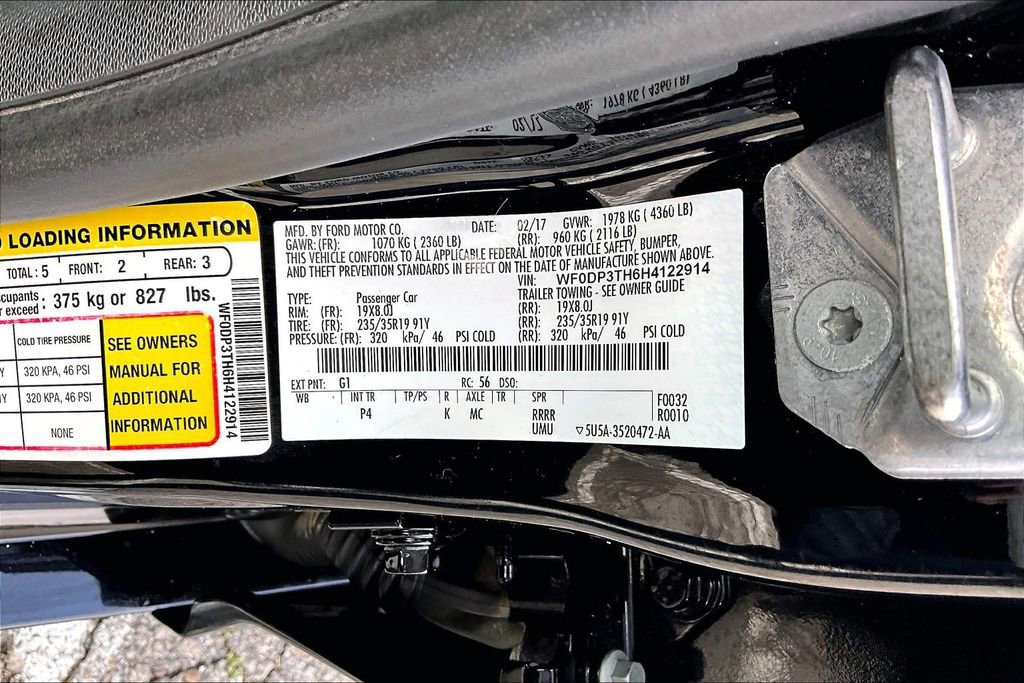 LOADING INFORMATION
TOTAL: 5 FRONT: 2 REAR: 3
cupants
exceed : 375 kg or 827 lbs.
COLD TIRE PRESSURE
320 KPA, 46 PSI
320 KPA, 46 PSI
NONE
SEE OWNERS
MANUAL FOR
ADDITIONAL
INFORMATION
WF0DP3TH6H4122914
MFD. BY FORD MOTOR CO. DATE: 02/17 GVWR: 1978 KG ( 4360 LB)
GAWR: (FR): 1070 KG ( 2360 LB) (RR): 960 KG ( 2116 LB)
THIS VEHICLE CONFORMS TO ALL APPLICABLE FEDERAL MOTOR VEHICLE SAFETY, BUMPER,
AND THEFT PREVENTION STANDARDS IN EFFECT ON THE DATE OF MANUFACTURE SHOWN ABOVE.
VIN: WF0DP3TH6H4122914
TYPE: Passenger Car TRAILER TOWING - SEE OWNER GUIDE
RIM: (FR): 19X8.0J (RR): 19X8.0J
TIRE: (FR): 235/35R19 91Y (RR): 235/35R19 91Y
PRESSURE: (FR): 320 kPa/ 46 PSI COLD (RR): 320 kPa/ 46 PSI COLD
EXT PNT: G1 RC: 56 DSO:
WB INT TR TP/PS R AXLE TR SPR F0032
P4 K MC RRRR R0010
UMU ▽5U5A-3520472-AA